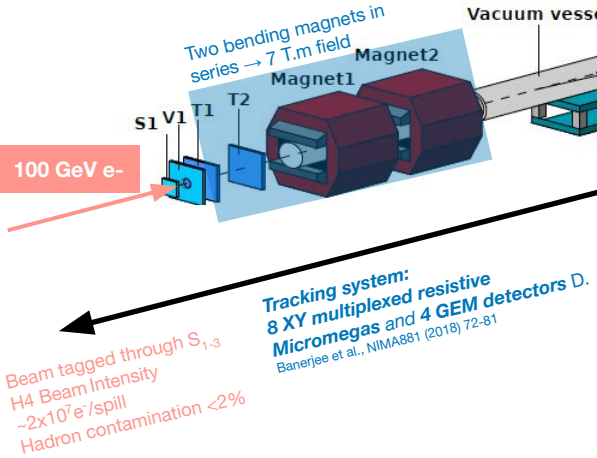 Two bending magnets in
series → 7 T.m field
Vacuum
Magnet2
Magnet1
T2
T1
V1
S1
100 GeV e-
Tracking system:
8 XY multiplexed resistive
Micromegas and 4 GEM detectors D.
Banerjee et al., NIMA881 (2018) 72-81
Beam tagged through S₁₋₃
H4 Beam Intensity
~2x10⁷e⁻/spill
Hadron contamination <2%